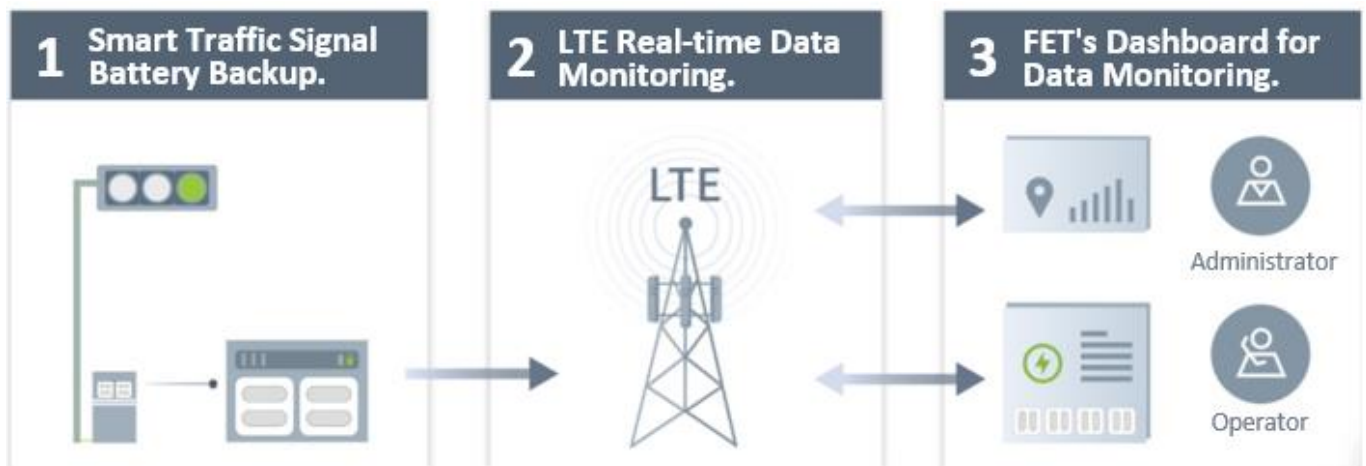 1
Smart Traffic Signal
Battery Backup.
2
LTE Real-time Data
Monitoring.
3
FET's Dashboard for
Data Monitoring.
LTE
Administrator
Operator